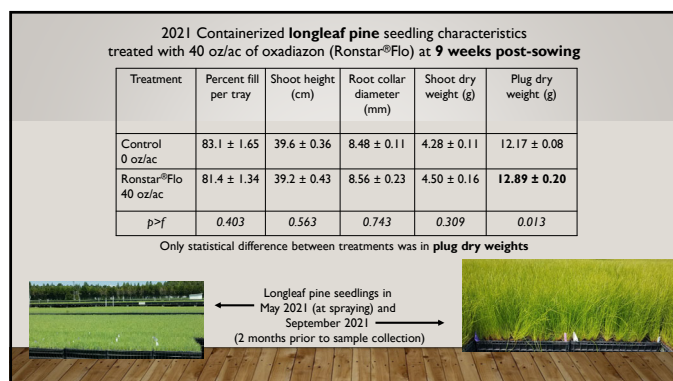 2021 Containerized longleaf pine seedling characteristics
treated with 40 oz/ac of oxadiazon (Ronstar®Flo) at 9 weeks post-sowing
Treatment Percent fill per tray Shoot height (cm) Root collar diameter (mm) Shoot dry weight (g) Plug dry weight (g)
Control 0 oz/ac 83.1 ± 1.65 39.6 ± 0.36 8.48 ± 0.11 4.28 ± 0.11 12.17 ± 0.08
Ronstar®Flo 40 oz/ac 81.4 ± 1.34 39.2 ± 0.43 8.56 ± 0.23 4.50 ± 0.16 12.89 ± 0.20
p>f 0.403 0.563 0.743 0.309 0.013
Only statistical difference between treatments was in plug dry weights
Longleaf pine seedlings in
May 2021 (at spraying) and
September 2021
(2 months prior to sample collection)